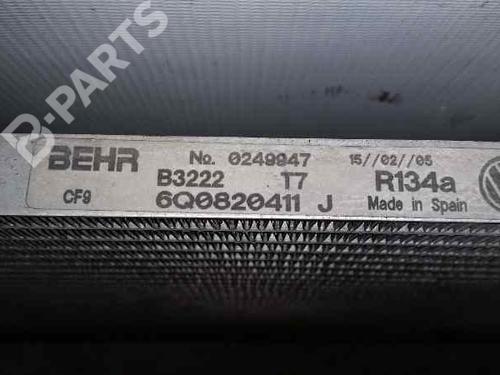 B-PARTS
BEHR No. 0249947 15//02//05
B3222 T7 R134a
CF9 6Q0820411 J Made in Spain